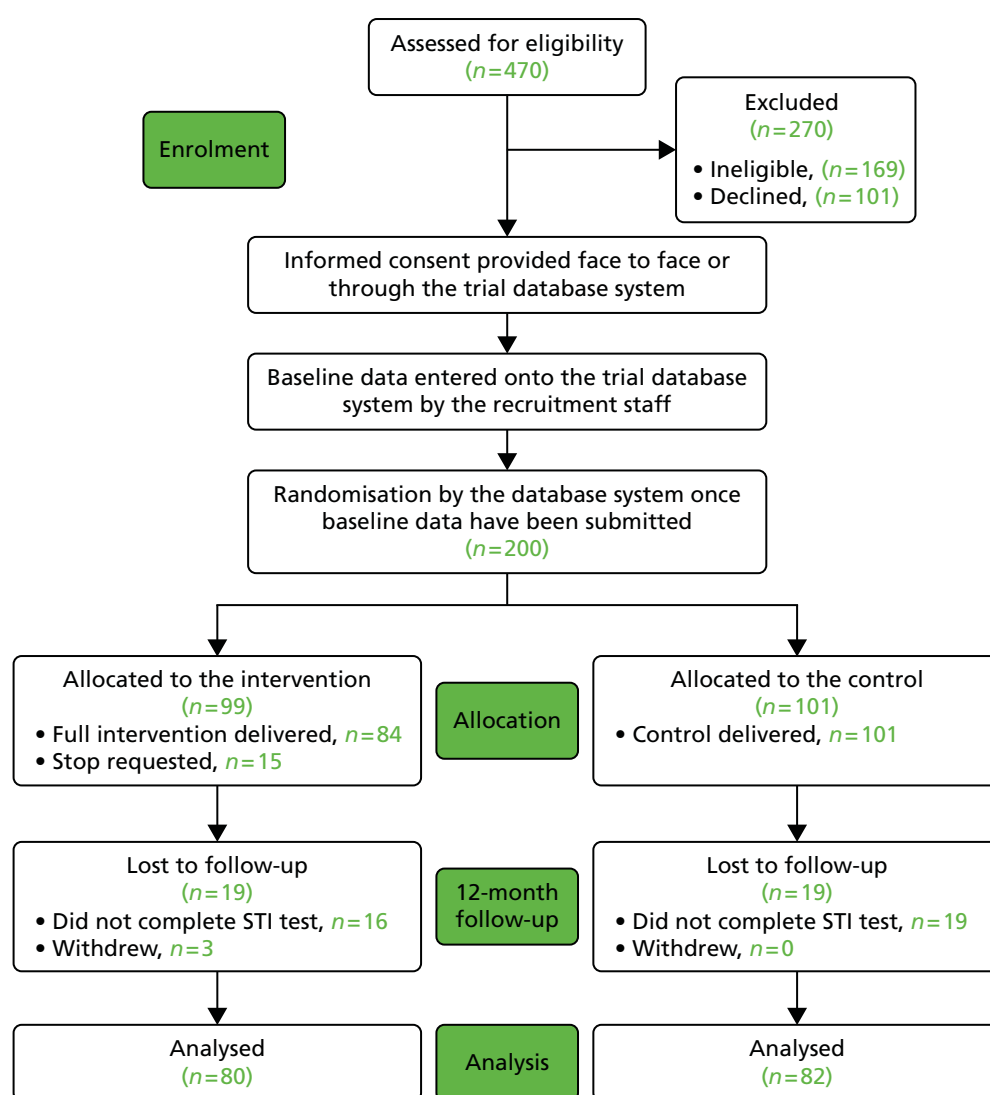 Assessed for eligibility
(n=470)
Enrolment
Excluded
(n=270)
• Ineligible, (n=169)
• Declined, (n=101)
Informed consent provided face to face or
through the trial database system
Baseline data entered onto the trial database
system by the recruitment staff
Randomisation by the database system once
baseline data have been submitted
(n=200)
Allocated to the intervention
(n=99)
• Full intervention delivered, n=84
• Stop requested, n=15
Allocation
Allocated to the control
(n=101)
• Control delivered, n=101
Lost to follow-up
(n=19)
• Did not complete STI test, n=16
• Withdrew, n=3
12-month
follow-up
Lost to follow-up
(n=19)
• Did not complete STI test, n=19
• Withdrew, n=0
Analysed
(n=80)
Analysis
Analysed
(n=82)